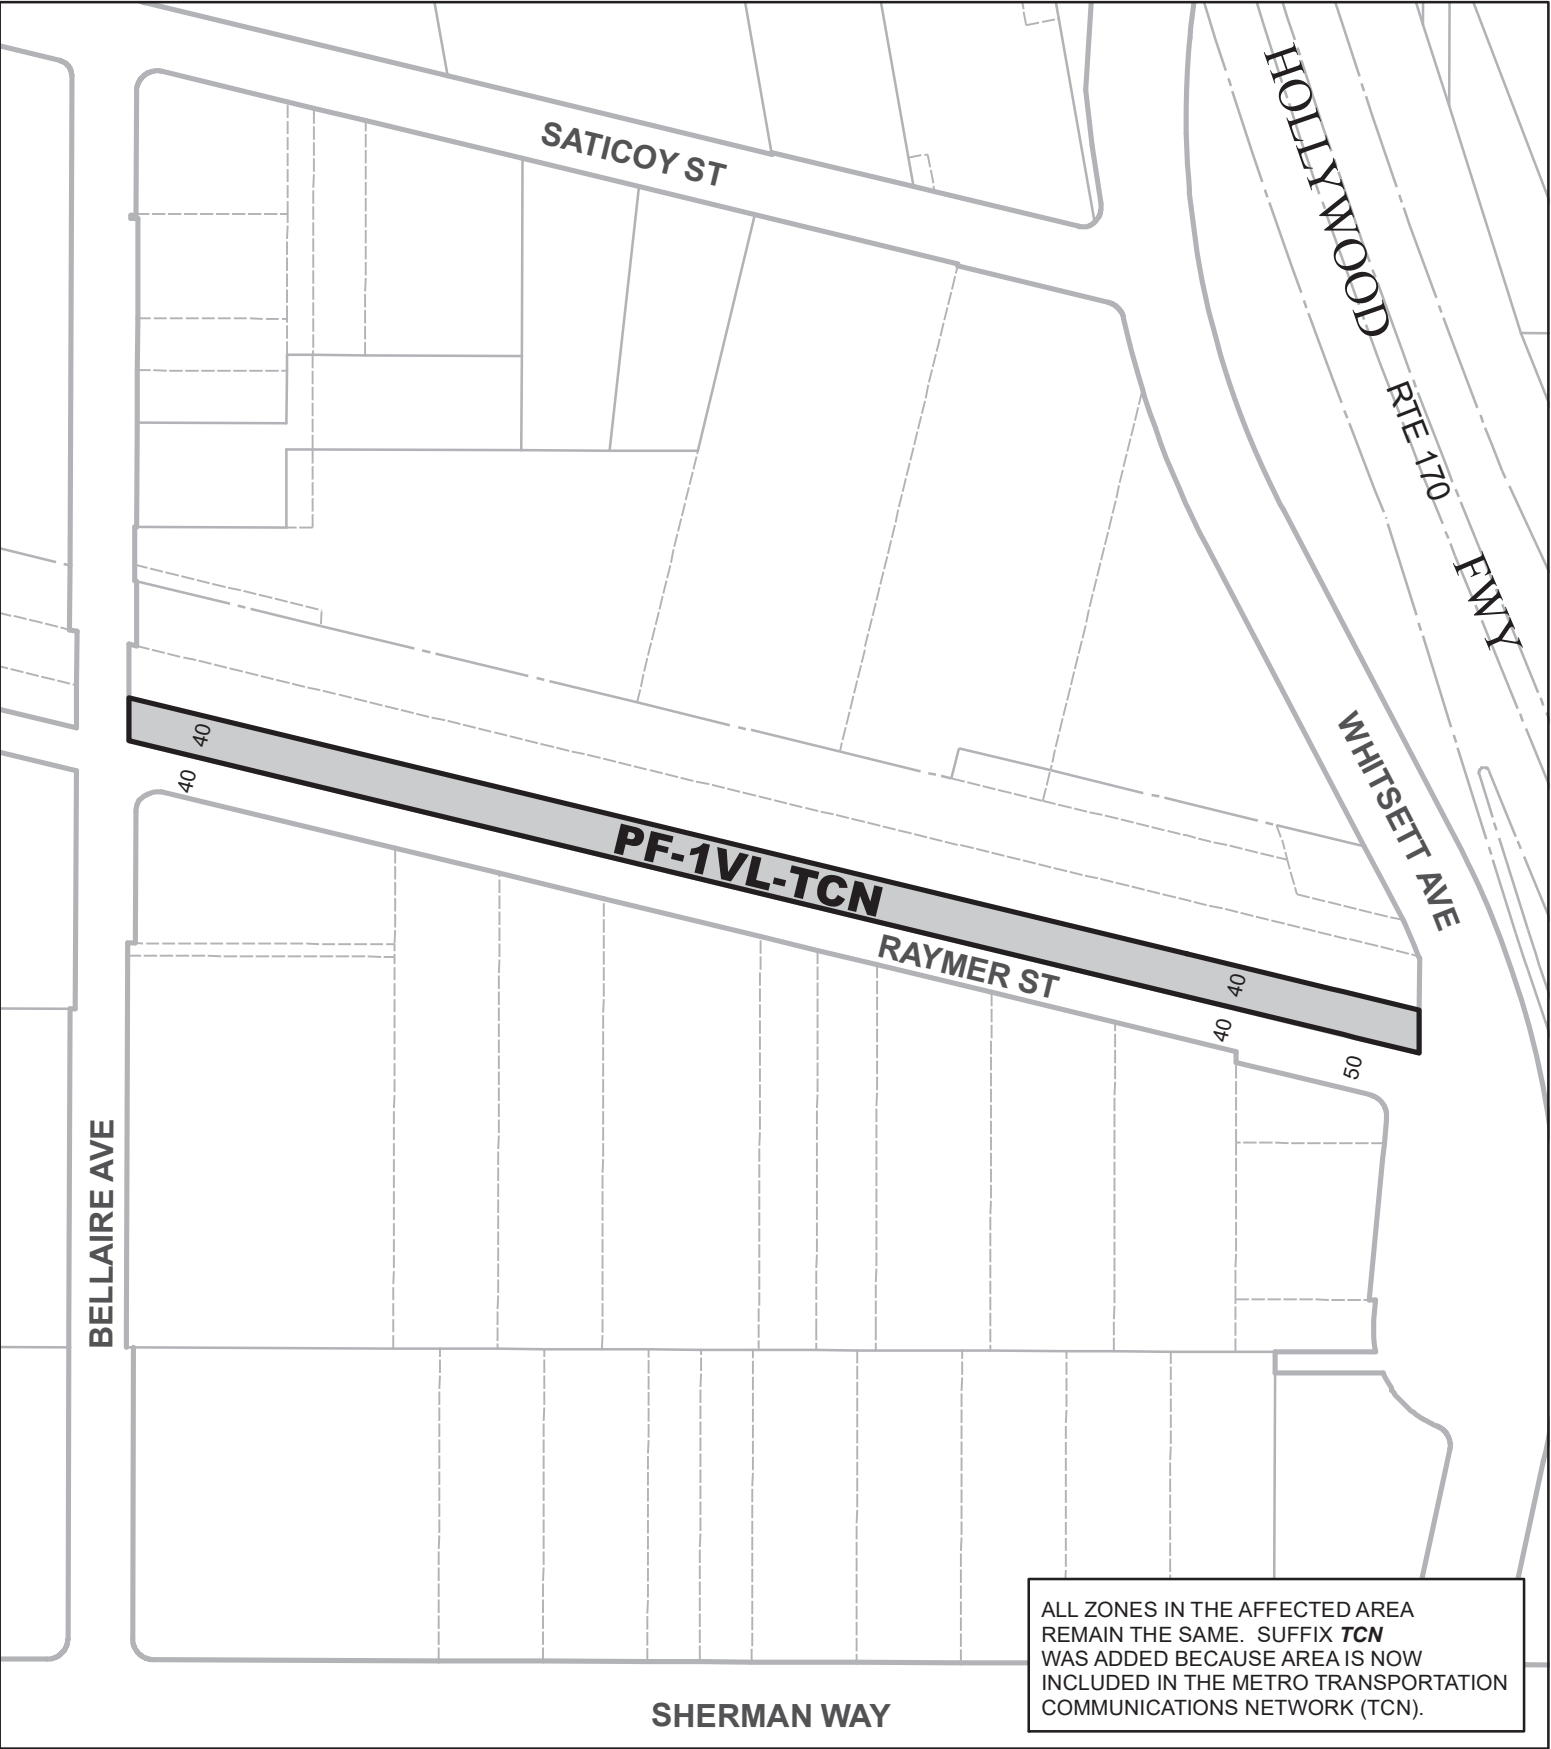 SATICOY ST
HOLLYWOOD
RTE 170
FWY
WHITSETT AVE
40
40
PF-1VL-TCN
RAYMER ST
40
40
50
BELLAIRE AVE
ALL ZONES IN THE AFFECTED AREA
REMAIN THE SAME. SUFFIX TCN
WAS ADDED BECAUSE AREA IS NOW
INCLUDED IN THE METRO TRANSPORTATION
COMMUNICATIONS NETWORK (TCN).
SHERMAN WAY